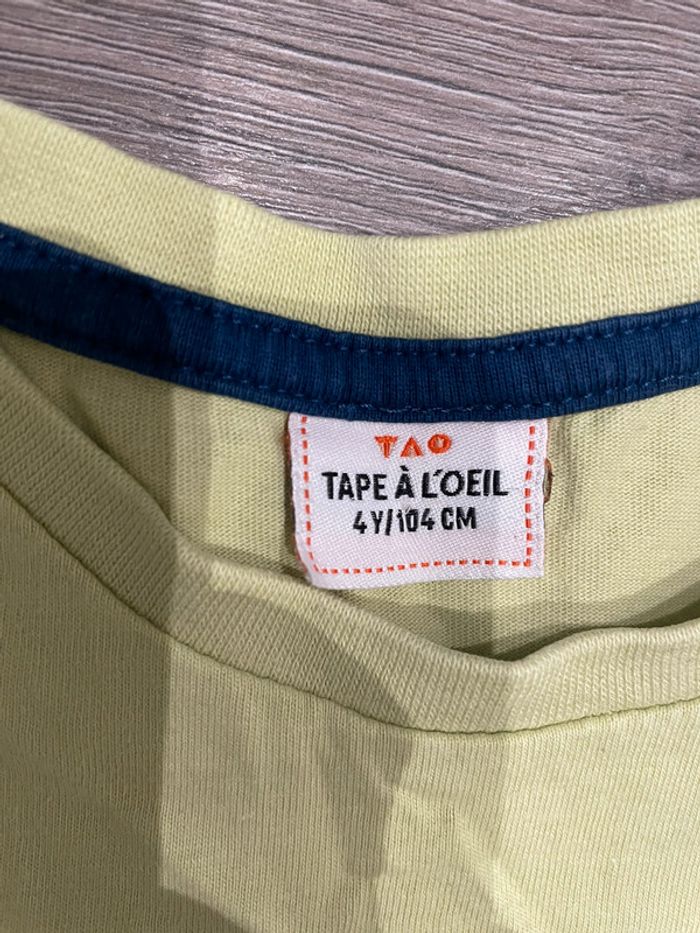 TAO
TAPE À L'OEIL
4Y/104 CM